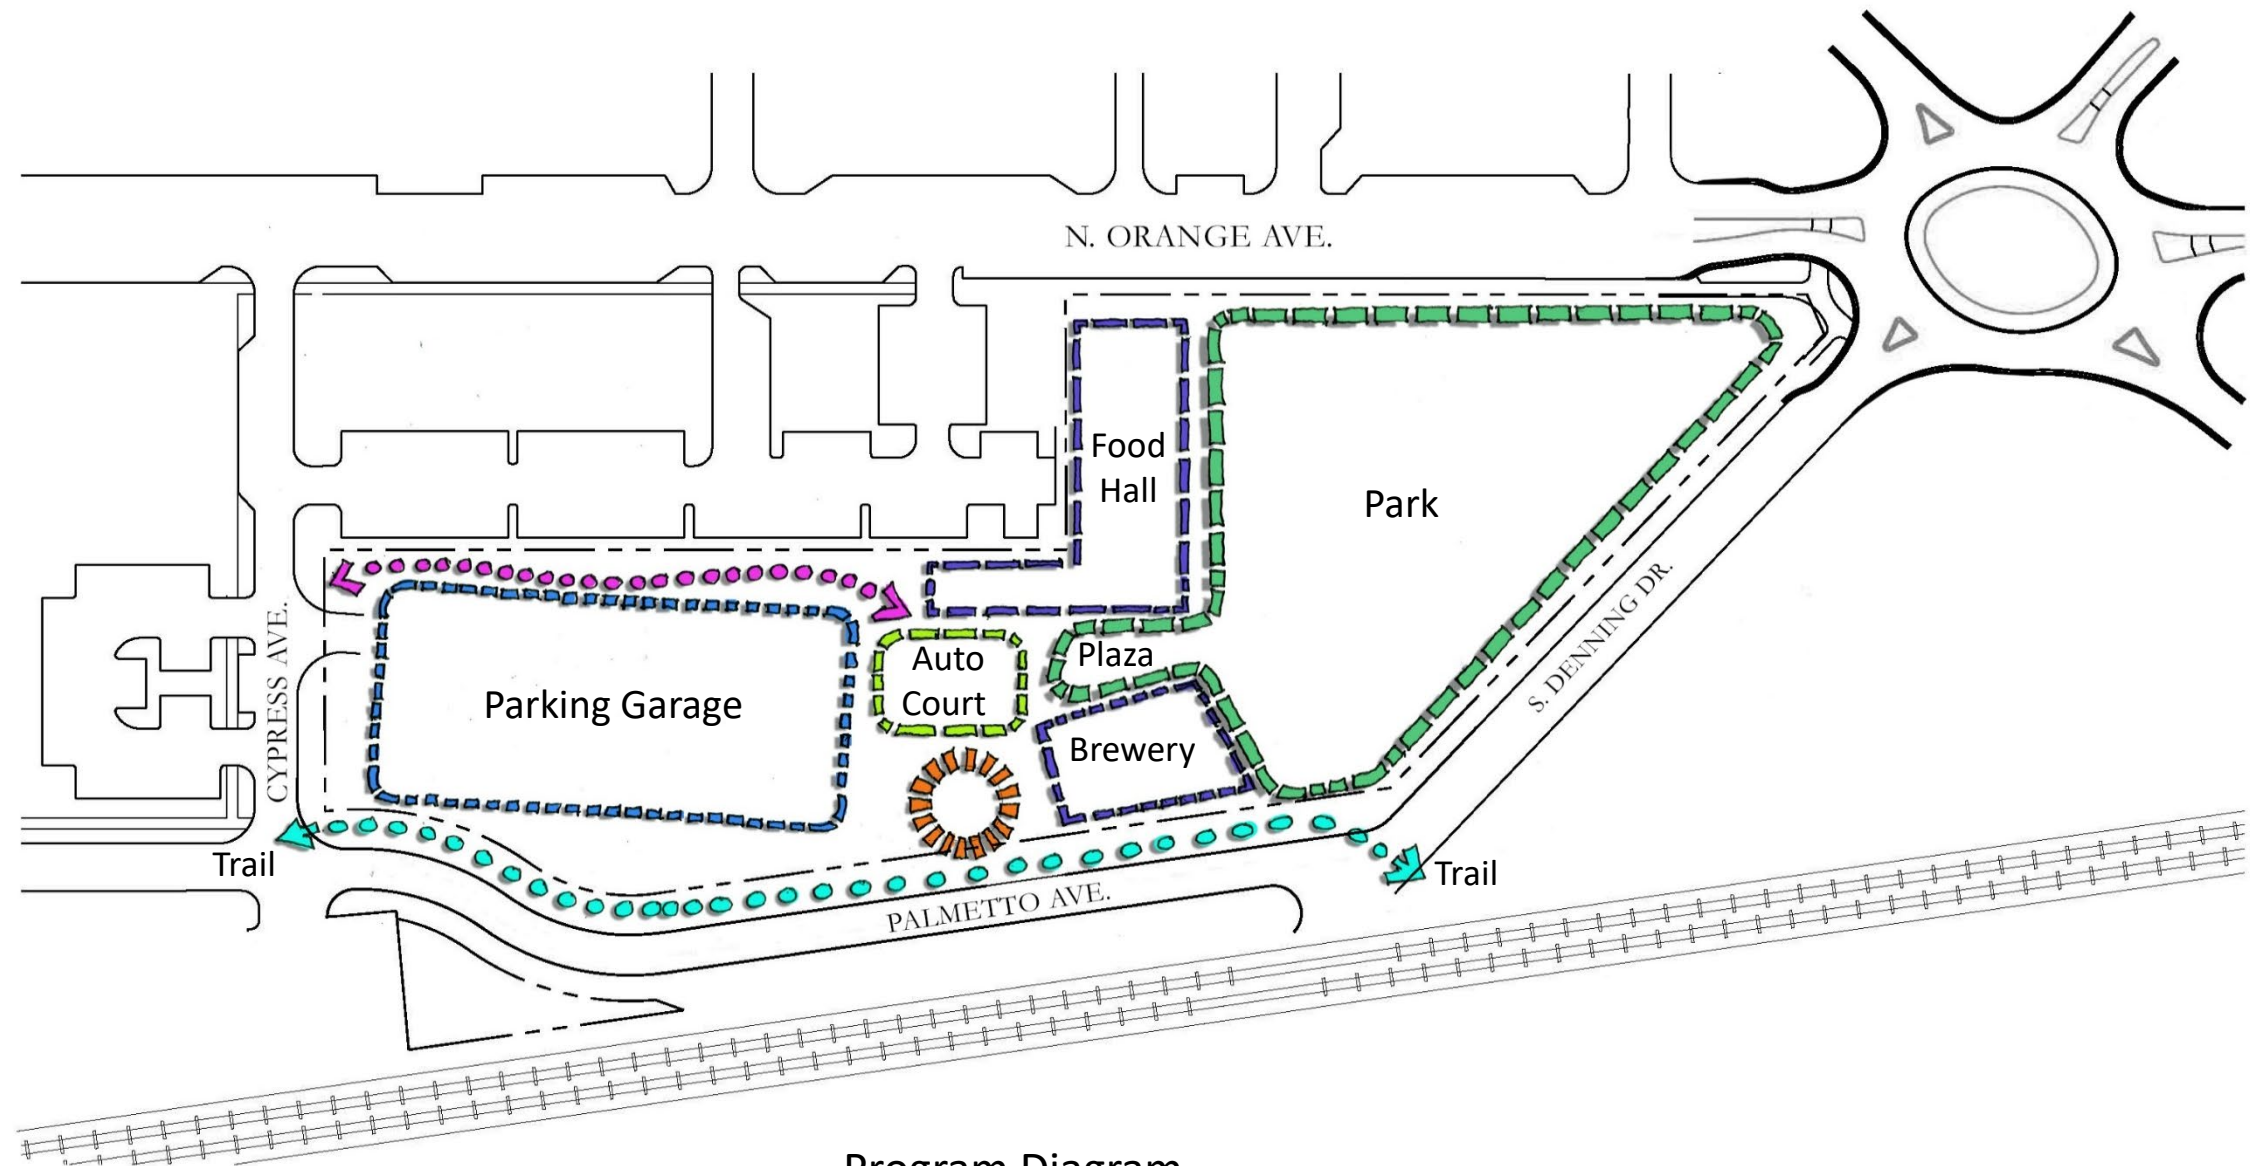 N. ORANGE AVE.
Food
Hall
Park
S. DENNING DR.
CYPRESS AVE.
Parking Garage
Auto
Court
Plaza
Brewery
Trail
Trail
PALMETTO AVE.
Program Diagram